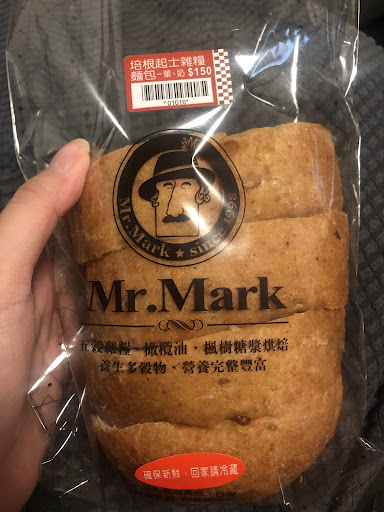 培根起士雜糧
麵包-葷、奶 $150
*01016*
Mr. Mark ★ since 1998
Mr.Mark
五穀雜糧、橄欖油、楓樹糖漿烘焙
養生多穀物、營養完整豐富
確保新鮮，回家請冷藏